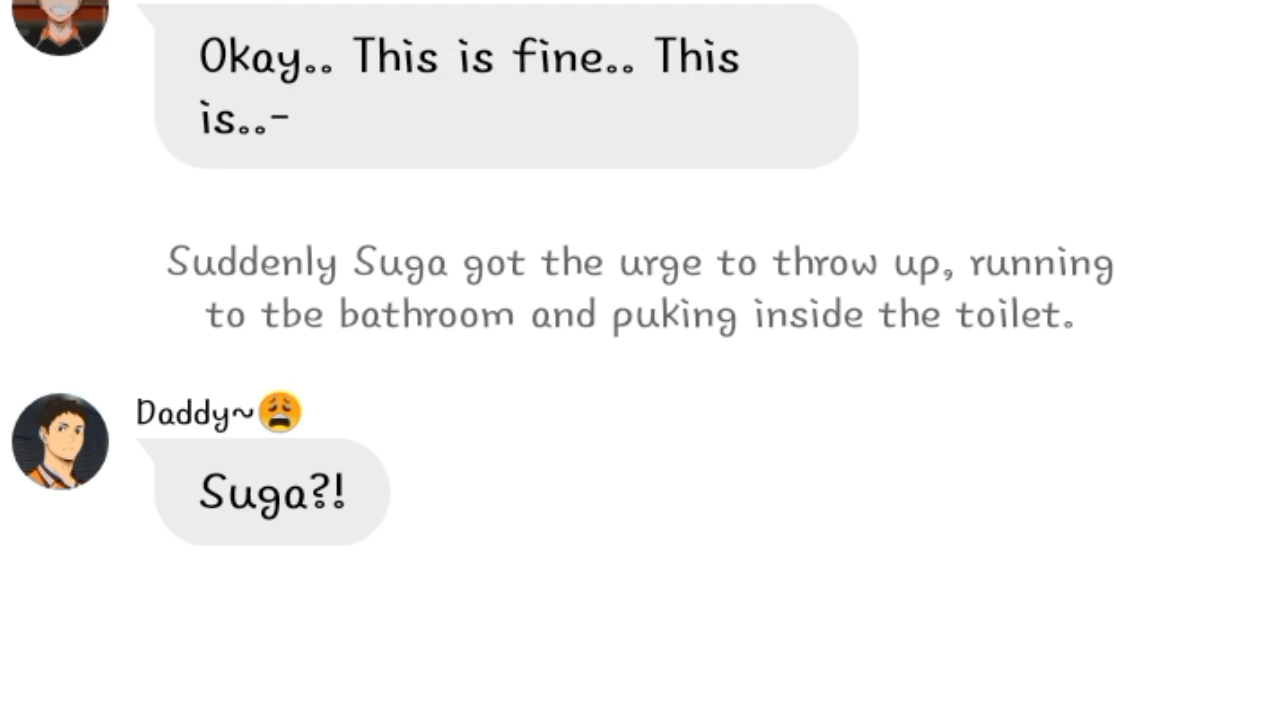 Okay.. This is fine.. This
is..-
Suddenly Suga got the urge to throw up, running
to tbe bathroom and puking inside the toilet.
Daddy~😩
Suga?!